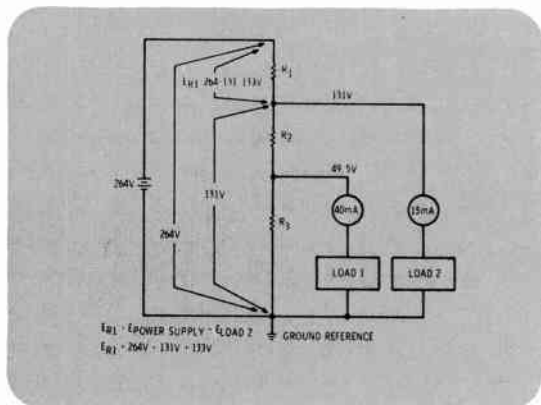 R1
ER1 264-131 133V
131V
R2
264V
131V
49.5V
264V
R3
40mA
15mA
LOAD 1
LOAD 2
ER1 - EPOWER SUPPLY - ELOAD 2
ER1 - 264V - 131V - 133V
GROUND REFERENCE